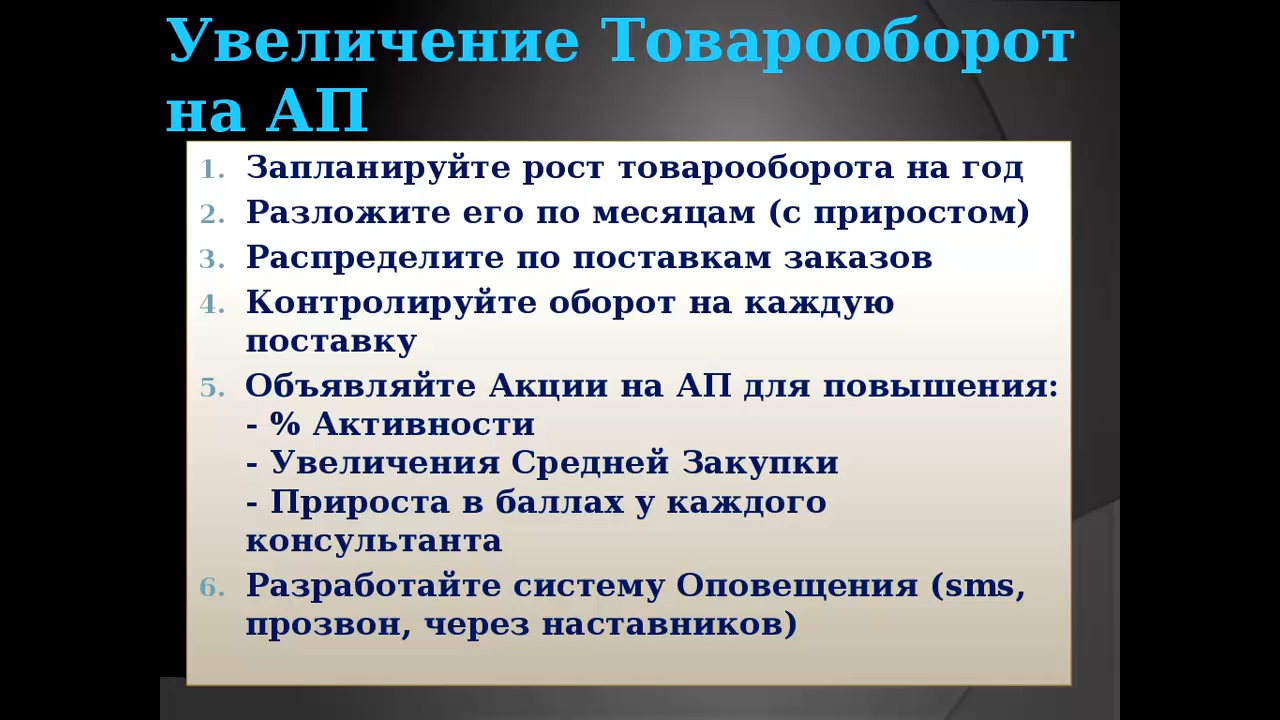 Увеличение Товарооборот
на АП
1. Запланируйте рост товарооборота на год
2. Разложите его по месяцам (с приростом)
3. Распределите по поставкам заказов
4. Контролируйте оборот на каждую
поставку
5. Объявляйте Акции на АП для повышения:
- % Активности
- Увеличения Средней Закупки
- Прироста в баллах у каждого
консультанта
6. Разработайте систему Оповещения (sms,
прозвон, через наставников)